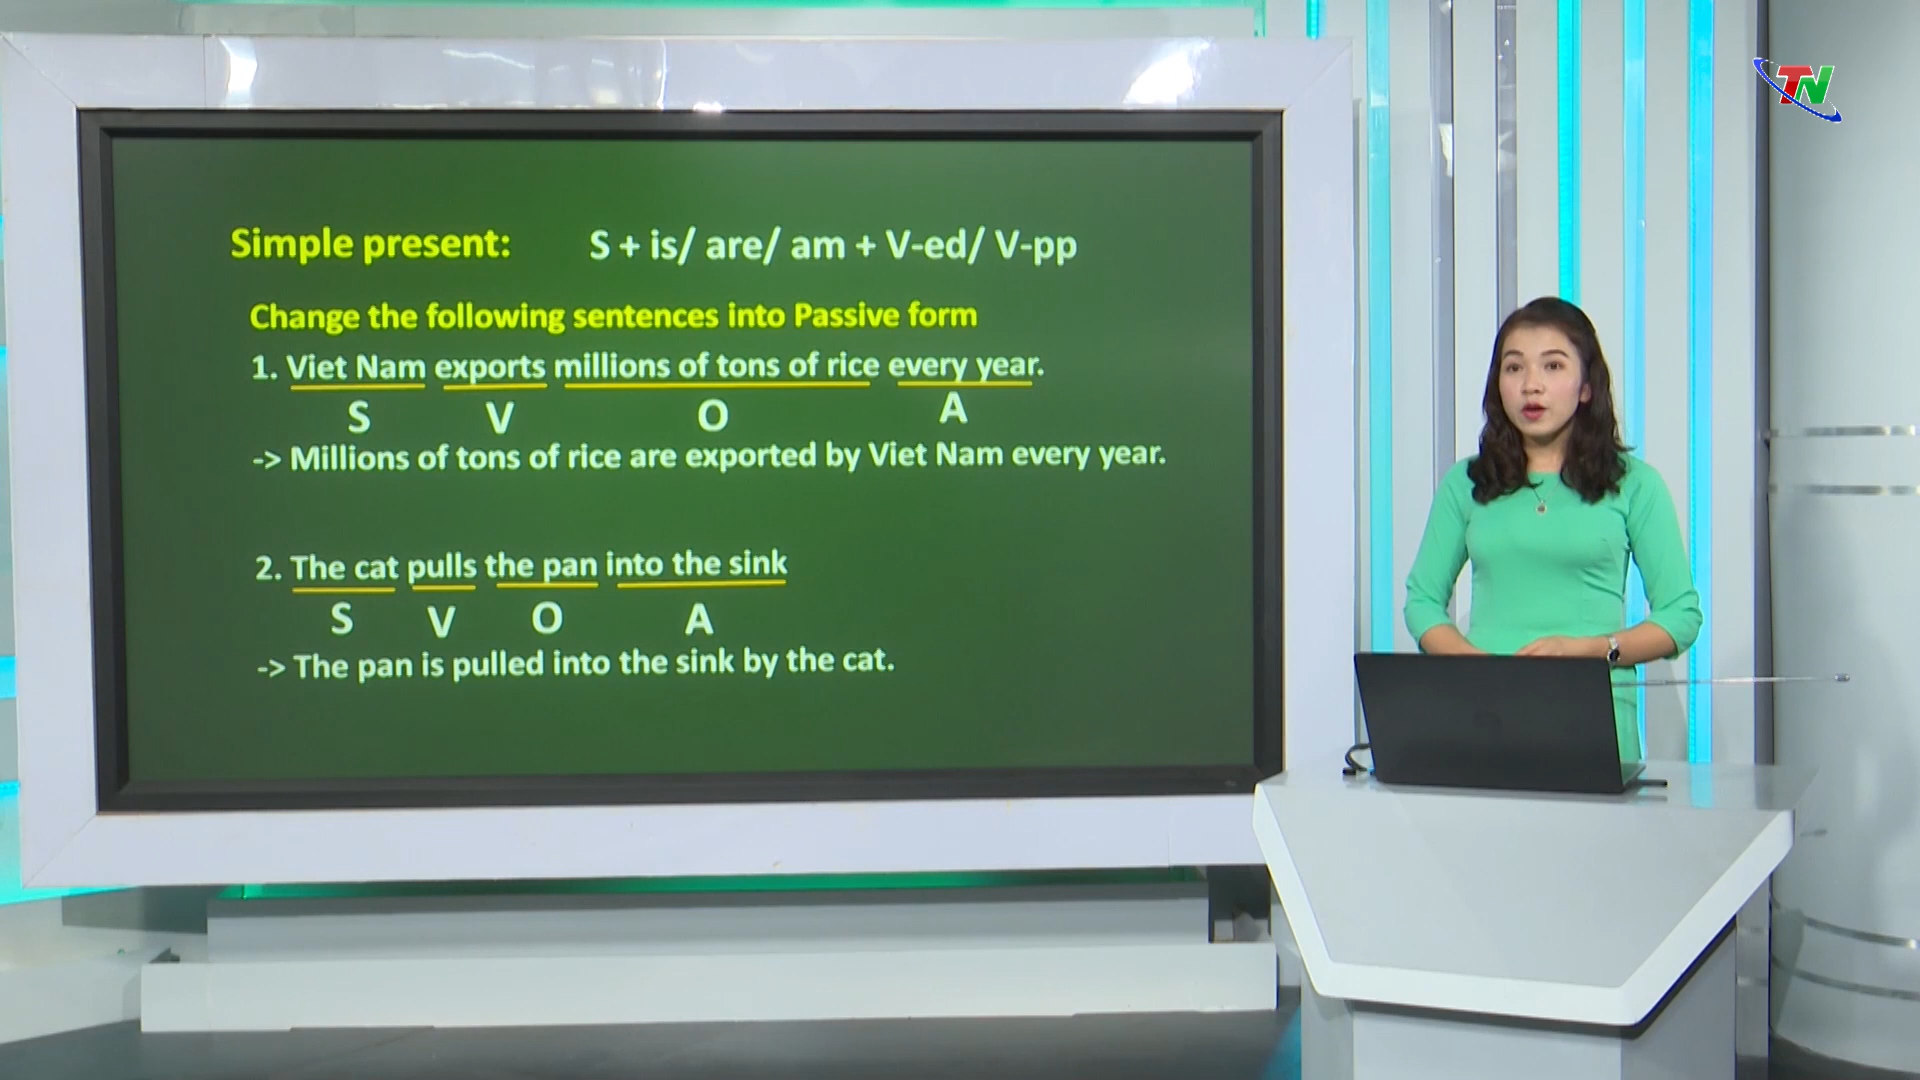 TN
Simple present: S + is/ are/ am + V-ed/ V-pp
Change the following sentences into Passive form
1. Viet Nam exports millions of tons of rice every year.
S V O A
-> Millions of tons of rice are exported by Viet Nam every year.
2. The cat pulls the pan into the sink
S V O A
-> The pan is pulled into the sink by the cat.